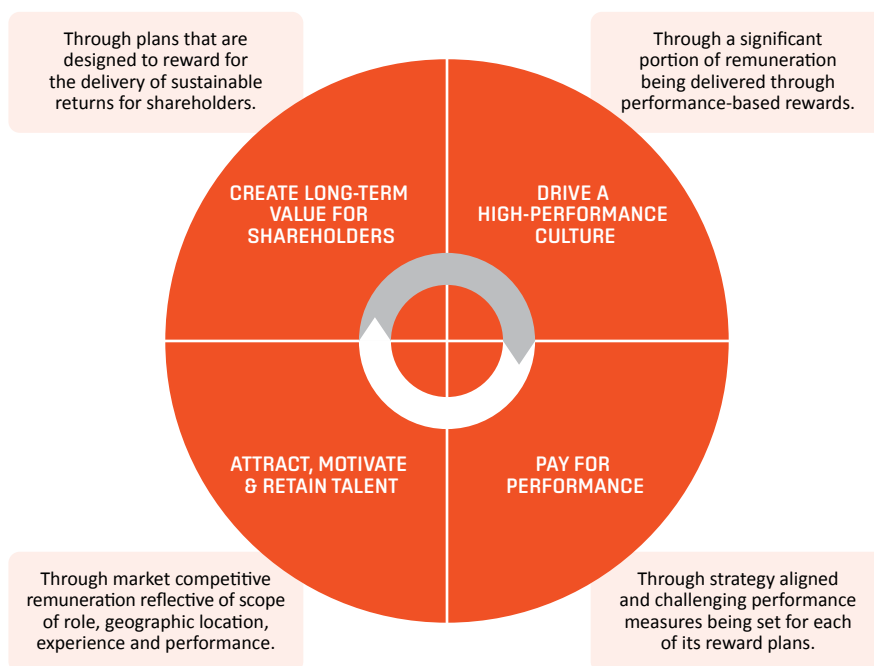 Through plans that are
designed to reward for
the delivery of sustainable
returns for shareholders.
Through a significant
portion of remuneration
being delivered through
performance-based rewards.
CREATE LONG-TERM
VALUE FOR
SHAREHOLDERS
DRIVE A
HIGH-PERFORMANCE
CULTURE
ATTRACT, MOTIVATE
& RETAIN TALENT
PAY FOR
PERFORMANCE
Through market competitive
remuneration reflective of scope
of role, geographic location,
experience and performance.
Through strategy aligned
and challenging performance
measures being set for each
of its reward plans.